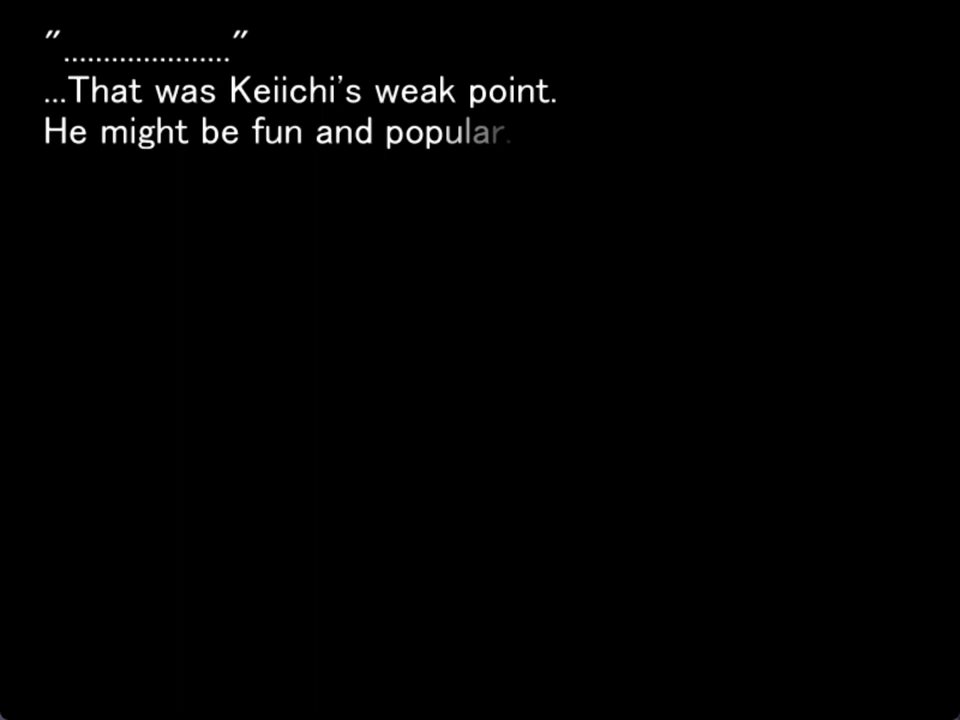 "....................."
...That was Keiichi's weak point.
He might be fun and popular.